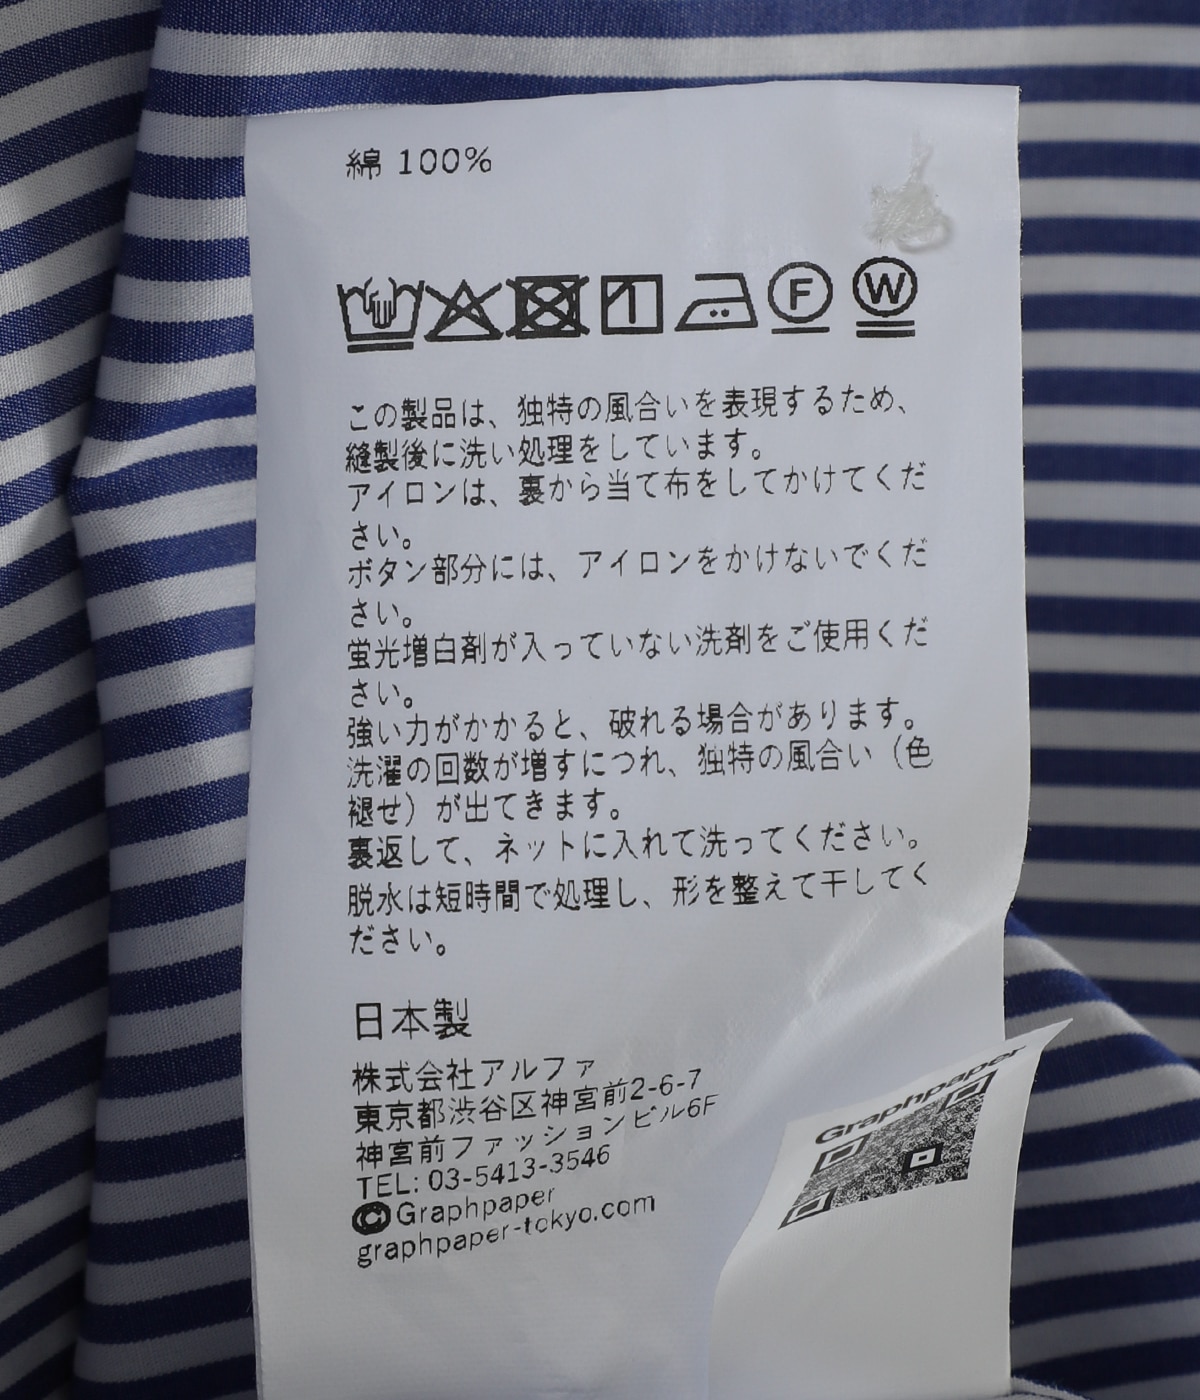 綿 100%
F
W
この製品は、独特の風合いを表現するため、
縫製後に洗い処理をしています。
アイロンは、裏から当て布をしてかけてくだ
さい。
ボタン部分には、アイロンをかけないでくだ
さい。
蛍光増白剤が入っていない洗剤をご使用くだ
さい。
強い力がかかると、破れる場合があります。
洗濯の回数が増すにつれ、独特の風合い（色
褪せ）が出てきます。
裏返して、ネットに入れて洗ってください。
脱水は短時間で処理し、形を整えて干してく
ださい。
日本製
株式会社アルファ
東京都渋谷区神宮前2-6-7
神宮前ファッションビル6F
TEL: 03-5413-3546
©Graphpaper
graphpaper-tokyo.com
Graphpaper